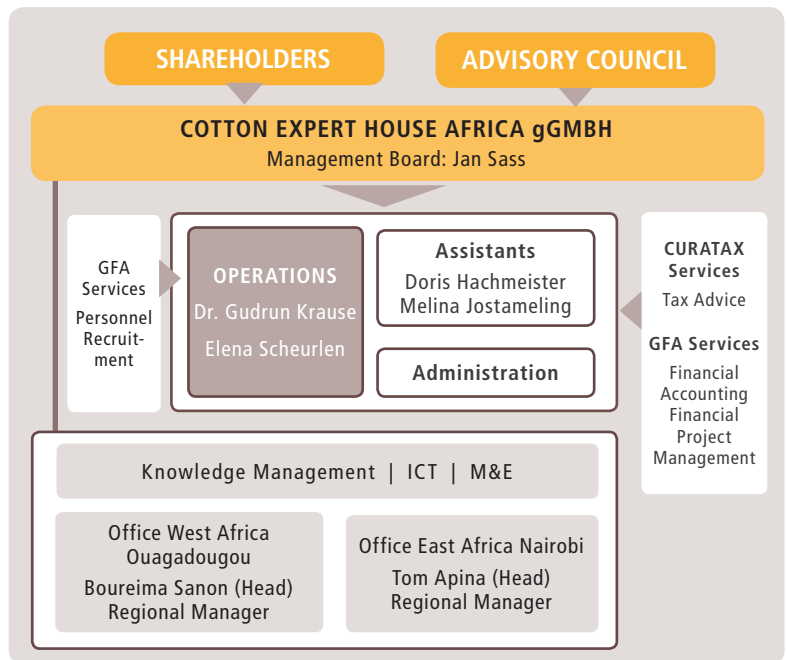 SHAREHOLDERS
ADVISORY COUNCIL
COTTON EXPERT HOUSE AFRICA gGMBH
Management Board: Jan Sass
GFA
Services
Personnel
Recruit-
ment
OPERATIONS
Dr. Gudrun Krause
Elena Scheurlen
Assistants
Doris Hachmeister
Melina Jostameling
Administration
CURATAX
Services
Tax Advice
GFA Services
Financial
Accounting
Financial
Project
Management
Knowledge Management | ICT | M&E
Office West Africa
Ouagadougou
Boureima Sanon (Head)
Regional Manager
Office East Africa Nairobi
Tom Apina (Head)
Regional Manager